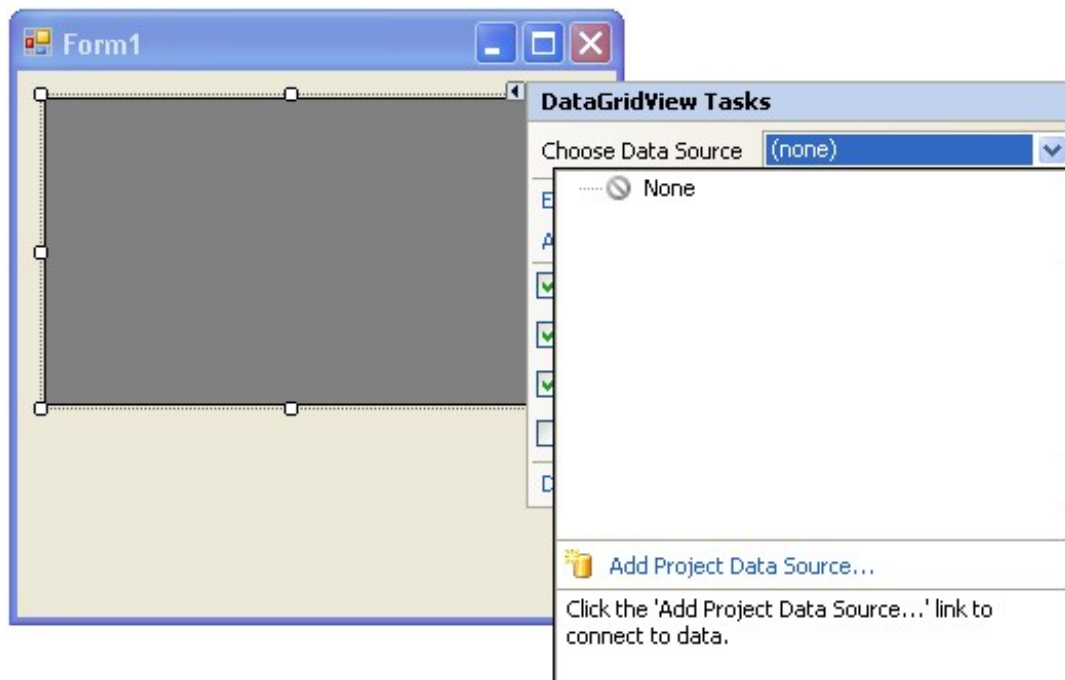 Form1
DataGridView Tasks
Choose Data Source (none)
None
E
A
D
Add Project Data Source...
Click the 'Add Project Data Source...' link to
connect to data.